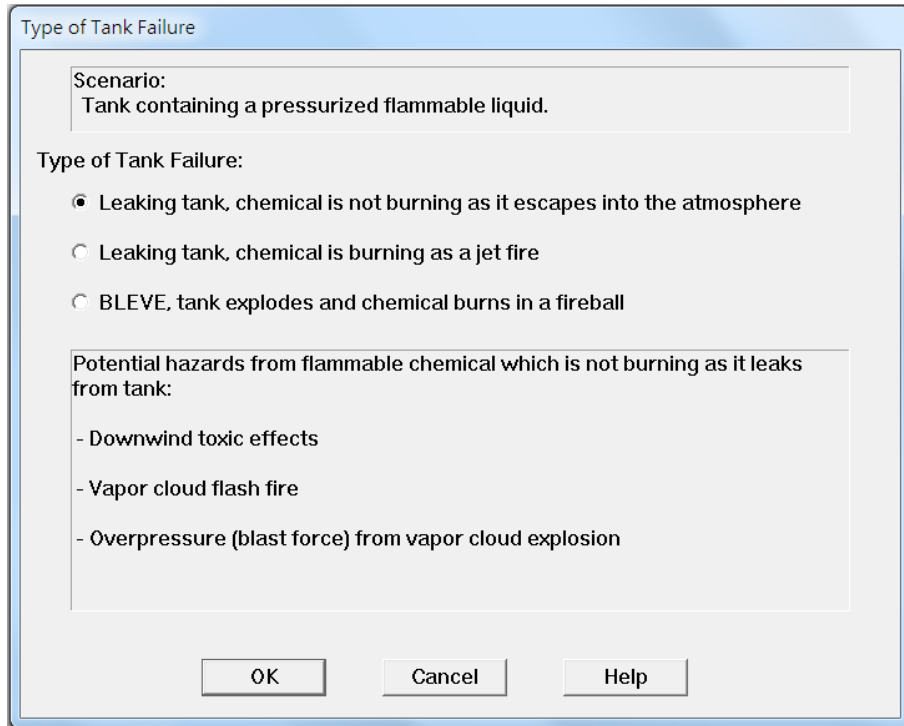 Type of Tank Failure
Scenario:
Tank containing a pressurized flammable liquid.
Type of Tank Failure:
Leaking tank, chemical is not burning as it escapes into the atmosphere
Leaking tank, chemical is burning as a jet fire
BLEVE, tank explodes and chemical burns in a fireball
Potential hazards from flammable chemical which is not burning as it leaks
from tank:
- Downwind toxic effects
- Vapor cloud flash fire
- Overpressure (blast force) from vapor cloud explosion
OK Cancel Help